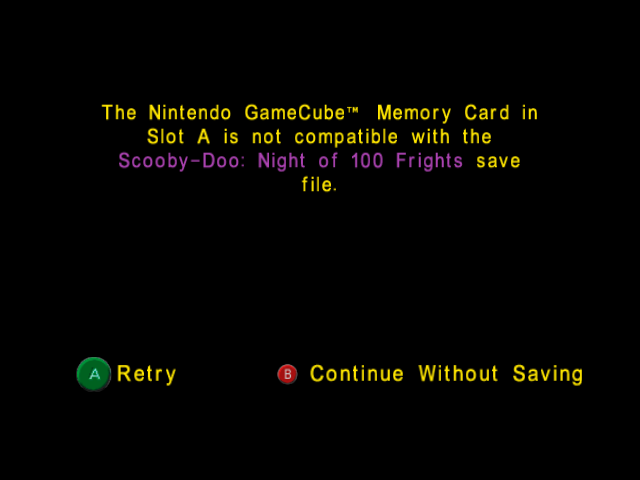 The Nintendo GameCube™ Memory Card in
Slot A is not compatible with the
Scooby-Doo: Night of 100 Frights save
file.
A Retry
B Continue Without Saving